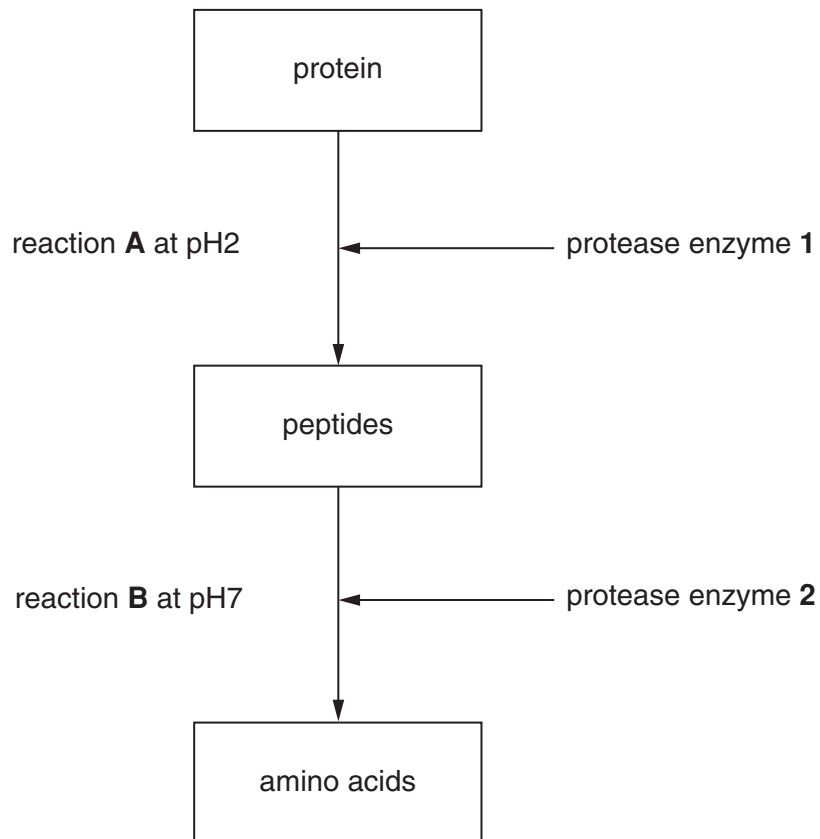 protein
reaction A at pH2
protease enzyme 1
peptides
reaction B at pH7
protease enzyme 2
amino acids